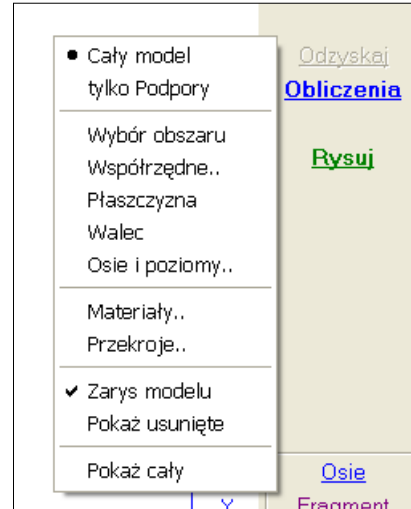 Cały model
tylko Podpory
Wybór obszaru
Współrzędne..
Płaszczyzna
Walec
Osie i poziomy..
Materiały..
Przekroje..
Zarys modelu
Pokaż usunięte
Pokaż cały
Odzyskaj
Obliczenia
Rysuj
Osie
Y
Fragment